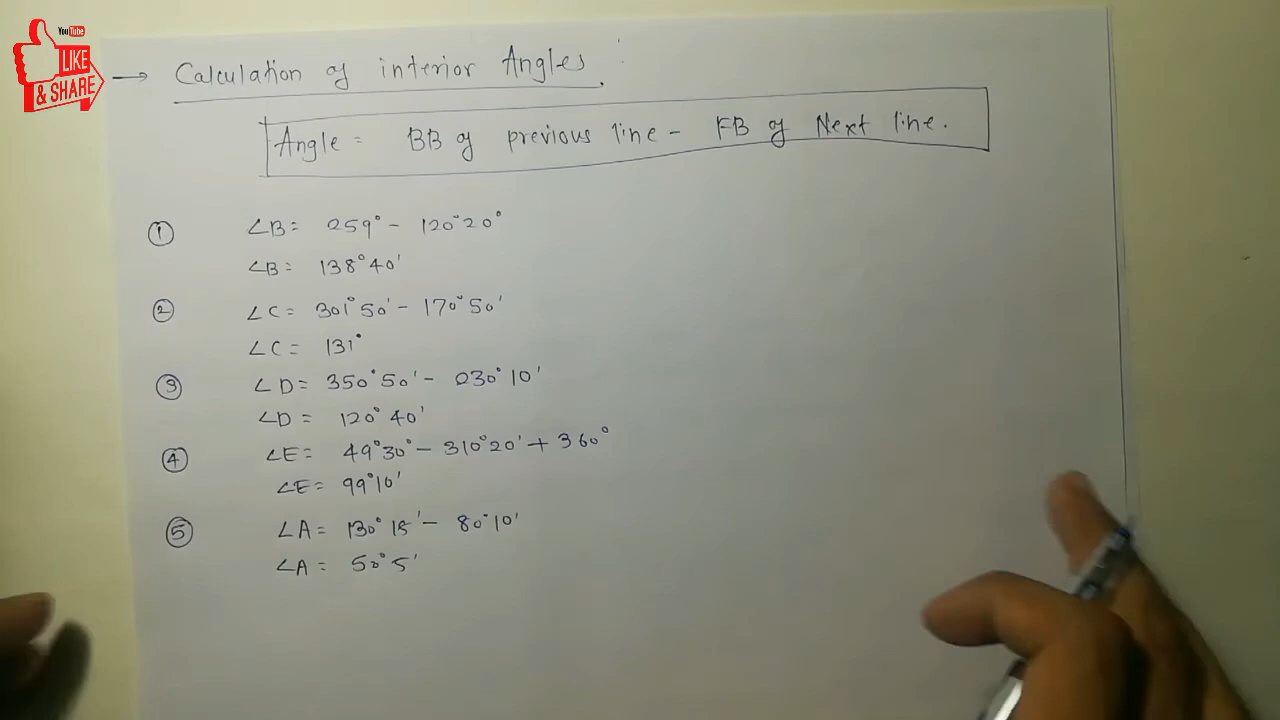 YouTube
LIKE
& SHARE
→ Calculation of interior Angles :
Angle = BB of previous line - FB of Next line.
① ∠B = 259° - 120°20°
∠B = 138°40'
② ∠C = 301°50' - 170°50'
∠C = 131°
③ ∠D = 350°50' - 030°10'
∠D = 120°40'
④ ∠E = 49°30° - 310°20' + 360°
∠E = 99°10'
⑤ ∠A = 130°15' - 80°10'
∠A = 50°5'